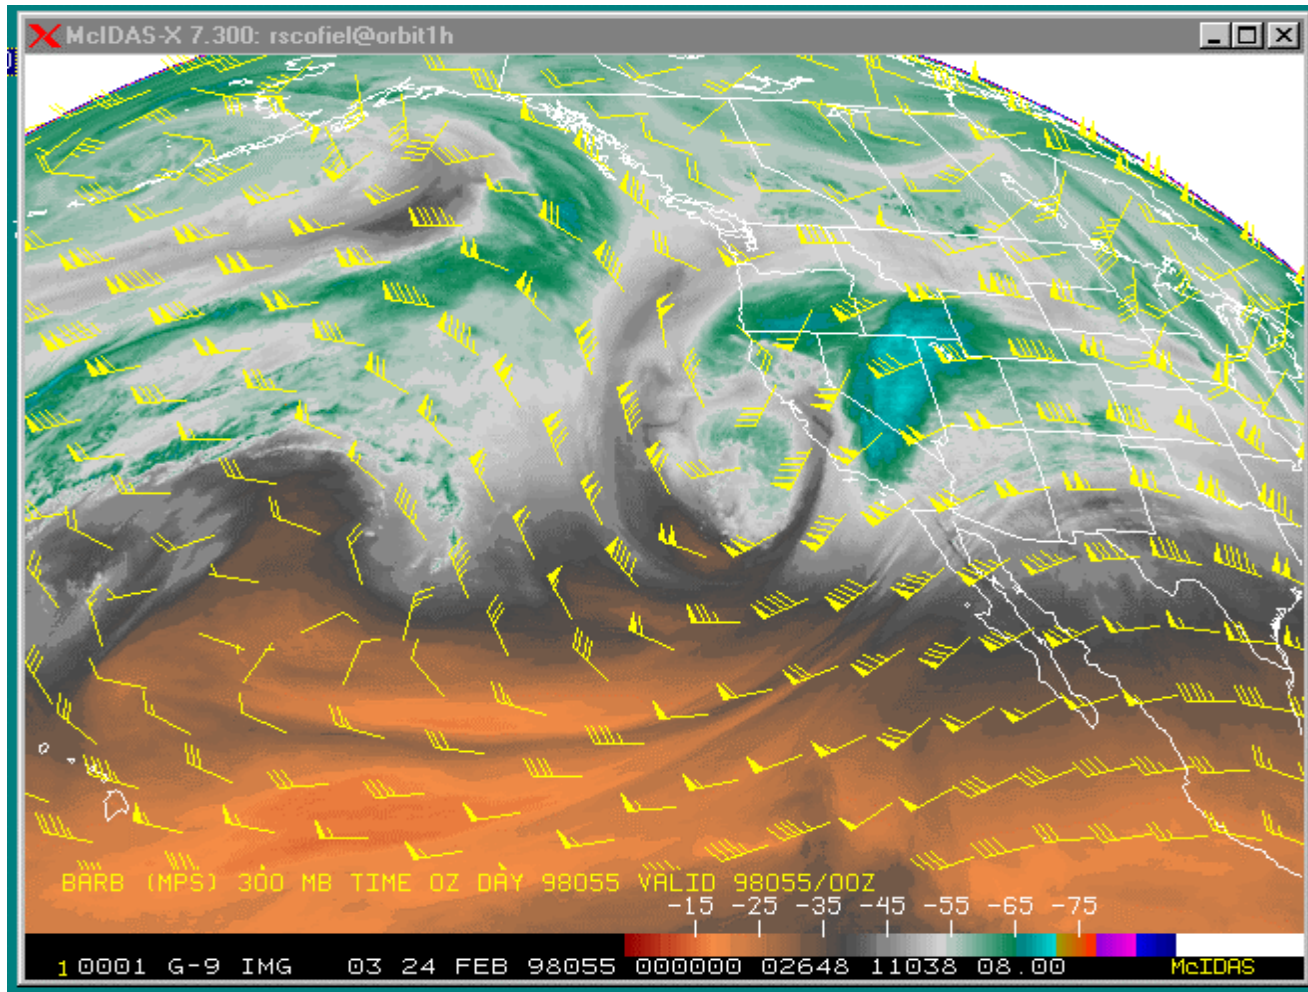 McIDAS-X 7.300: rscofiel@orbit1h
BARB (MPS) 300 MB TIME 0Z DAY 98055 VALID 98055/00Z
-15 -25 -35 -45 -55 -65 -75
1 0001 G-9 IMG 03 24 FEB 98055 000000 02648 11038 08.00 McIDAS